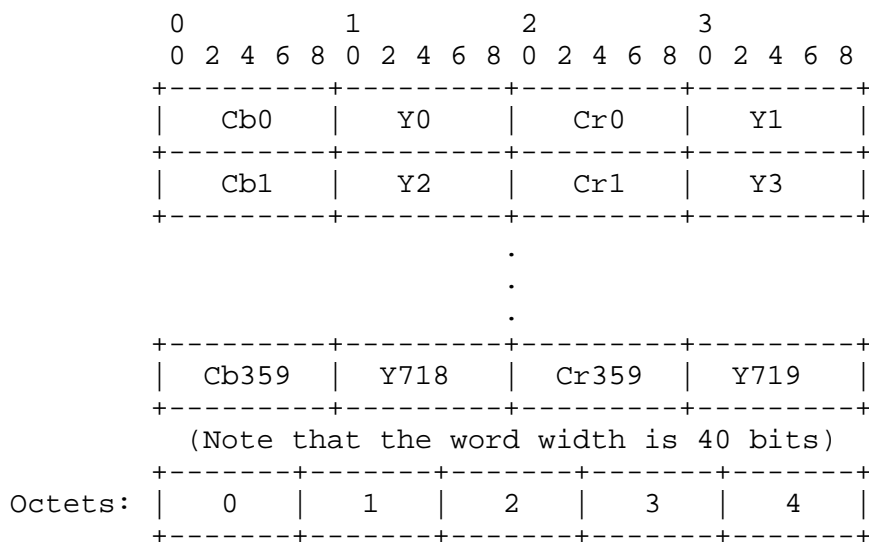 0                   1                   2                   3
0 2 4 6 8 0 2 4 6 8 0 2 4 6 8 0 2 4 6 8
+---------+---------+---------+---------+
|   Cb0   |   Y0    |   Cr0   |   Y1    |
+---------+---------+---------+---------+
|   Cb1   |   Y2    |   Cr1   |   Y3    |
+---------+---------+---------+---------+
.
.
.
+---------+---------+---------+---------+
|  Cb359  |  Y718   |  Cr359  |  Y719   |
+---------+---------+---------+---------+
(Note that the word width is 40 bits)
+-------+-------+-------+-------+-------+
Octets: |   0   |   1   |   2   |   3   |   4   |
+-------+-------+-------+-------+-------+